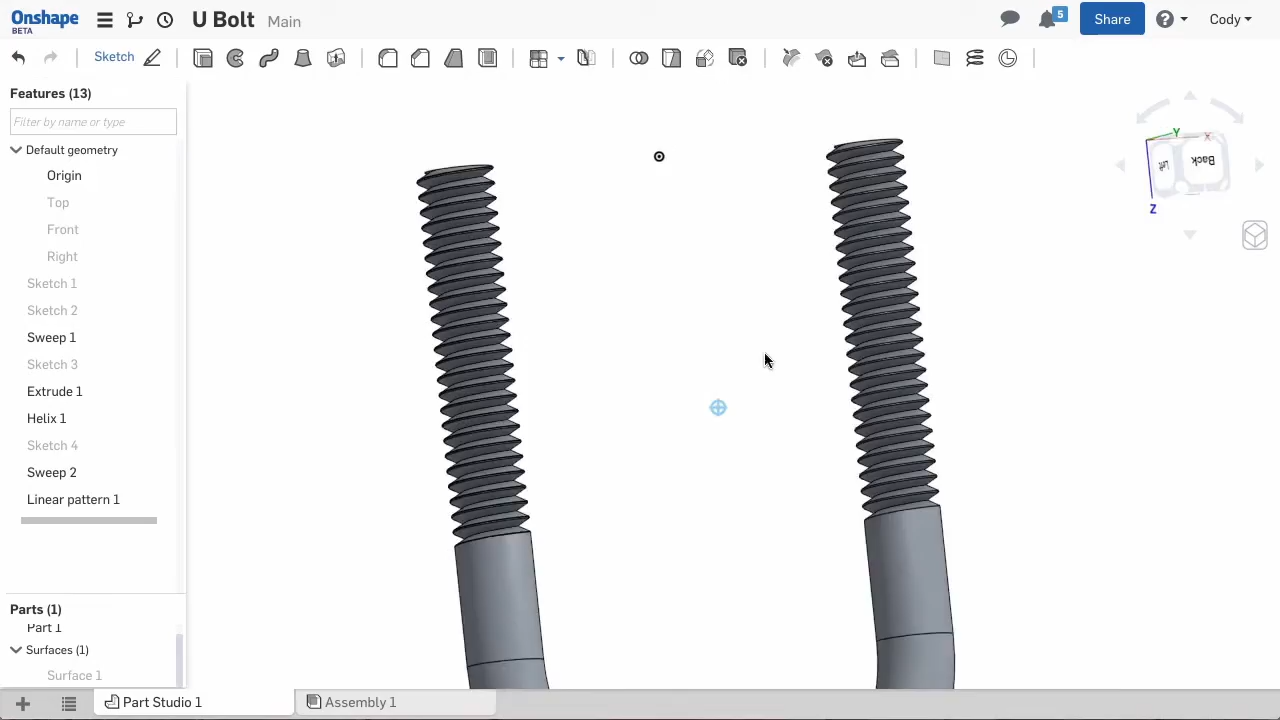 Onshape
BETA
U Bolt
Main
5
Share
Cody
Sketch
Features (13)
Filter by name or type
Default geometry
Origin
Top
Front
Right
Sketch 1
Sketch 2
Sweep 1
Sketch 3
Extrude 1
Helix 1
Sketch 4
Sweep 2
Linear pattern 1
Parts (1)
Part 1
Surfaces (1)
Surface 1
Y
X
Left
Back
Z
Part Studio 1
Assembly 1